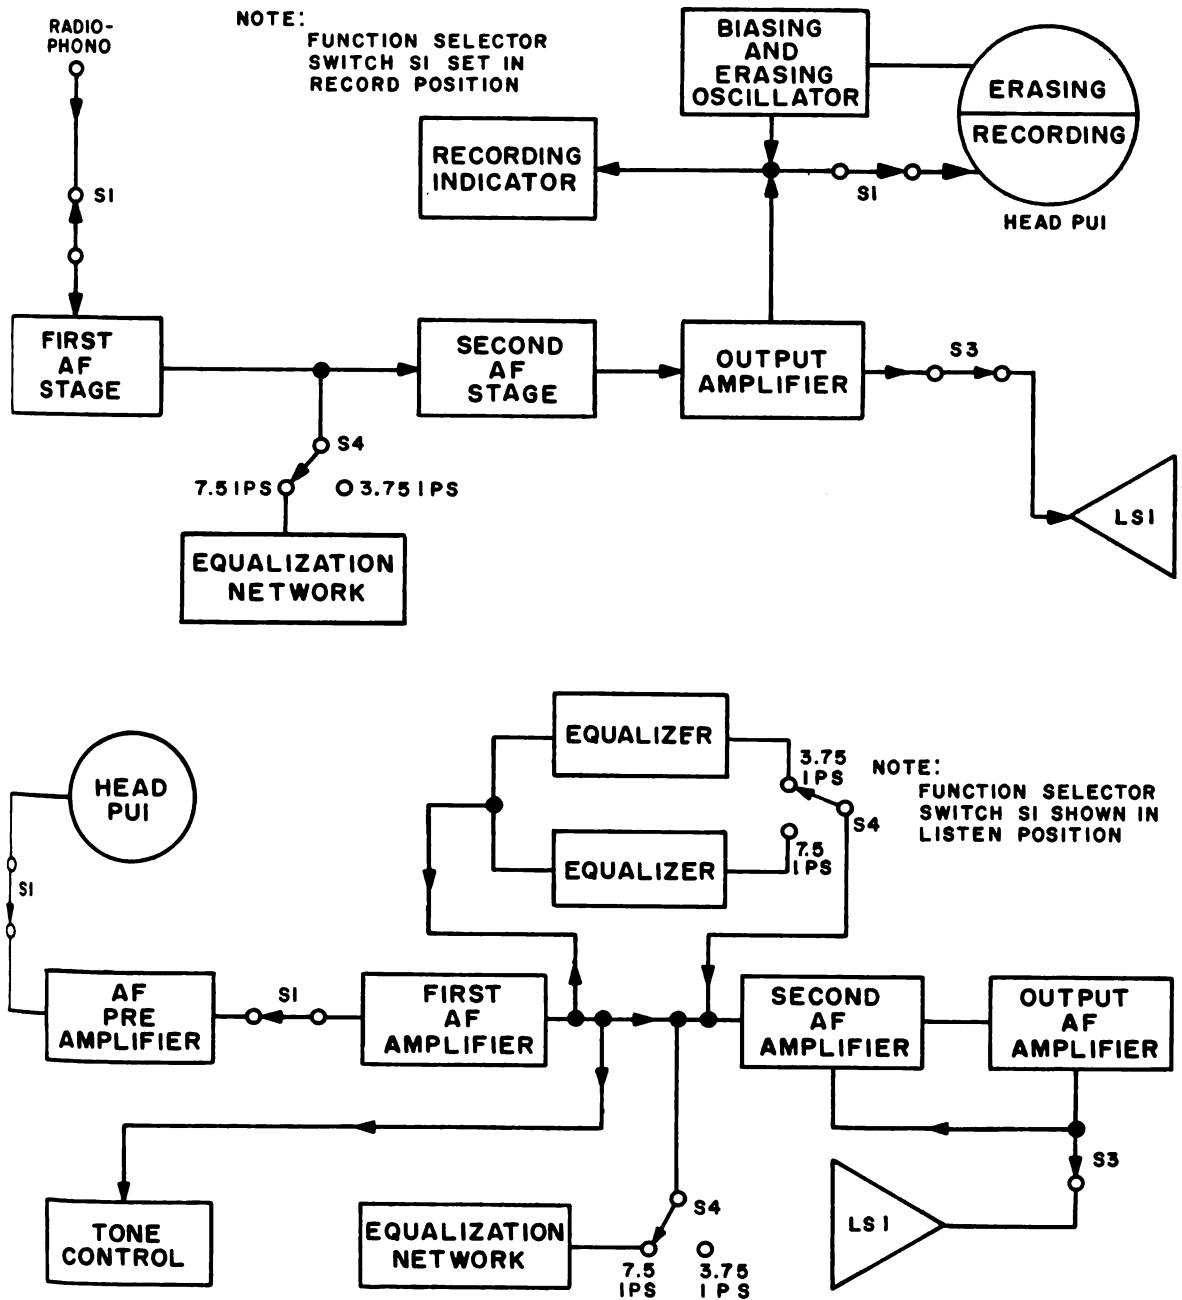 RADIO-
PHONO
NOTE:
FUNCTION SELECTOR
SWITCH S1 SET IN
RECORD POSITION
BIASING
AND
ERASING
OSCILLATOR
ERASING
RECORDING
HEAD PU1
RECORDING
INDICATOR
S1
S1
FIRST
AF
STAGE
SECOND
AF
STAGE
OUTPUT
AMPLIFIER
S3
S4
7.5 IPS
3.75 IPS
LS1
EQUALIZATION
NETWORK
HEAD
PU1
S1
EQUALIZER
3.75
IPS
S4
EQUALIZER
7.5
IPS
NOTE:
FUNCTION SELECTOR
SWITCH S1 SHOWN IN
LISTEN POSITION
AF
PRE
AMPLIFIER
S1
FIRST
AF
AMPLIFIER
SECOND
AF
AMPLIFIER
OUTPUT
AF
AMPLIFIER
S3
LS1
TONE
CONTROL
EQUALIZATION
NETWORK
S4
7.5
IPS
3.75
IPS